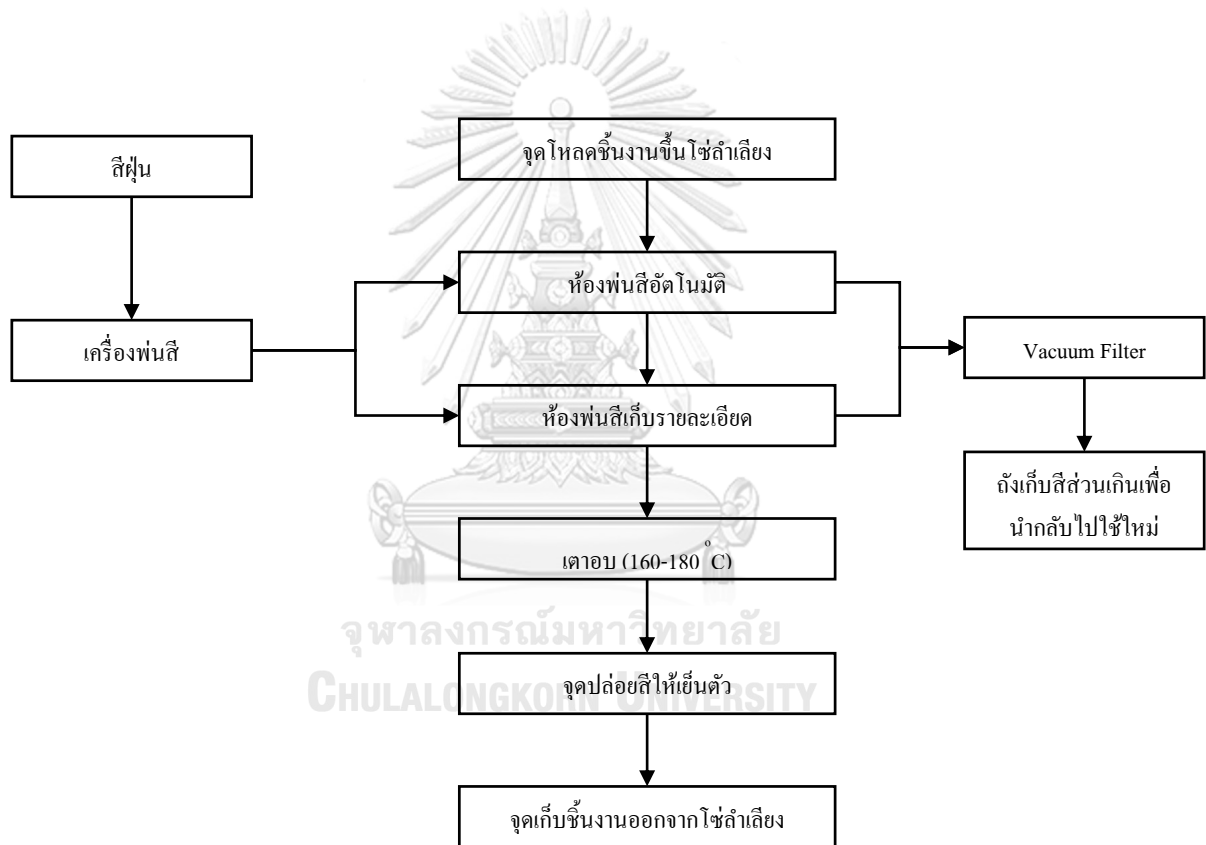 จุดโหลดชิ้นงานขึ้นโซ่ลำเลียง
สีฝุ่น
ห้องพ่นสีอัตโนมัติ
เครื่องพ่นสี
Vacuum Filter
ห้องพ่นสีเก็บรายละเอียด
ถังเก็บสีส่วนเกินเพื่อ
นำกลับไปใช้ใหม่
เตาอบ (160-180 °C)
จุฬาลงกรณ์มหาวิทยาลัย
จุดปล่อยสีให้เย็นตัว
CHULALONGKORN UNIVERSITY
จุดเก็บชิ้นงานออกจากโซ่ลำเลียง